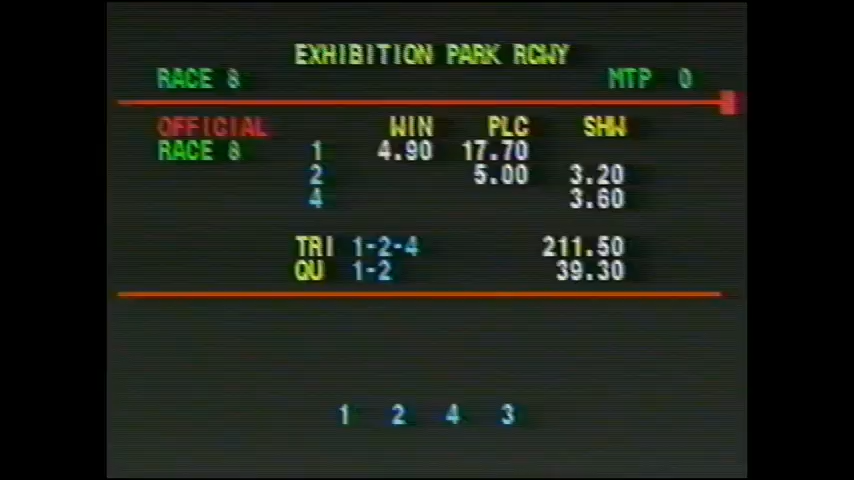 EXHIBITION PARK RCWY
RACE 8 MTP 0
OFFICIAL WIN PLC SHW
RACE 8 1 4.90 17.70
2 5.00 3.20
4 3.60
TRI 1-2-4 211.50
QU 1-2 39.30
1 2 4 3